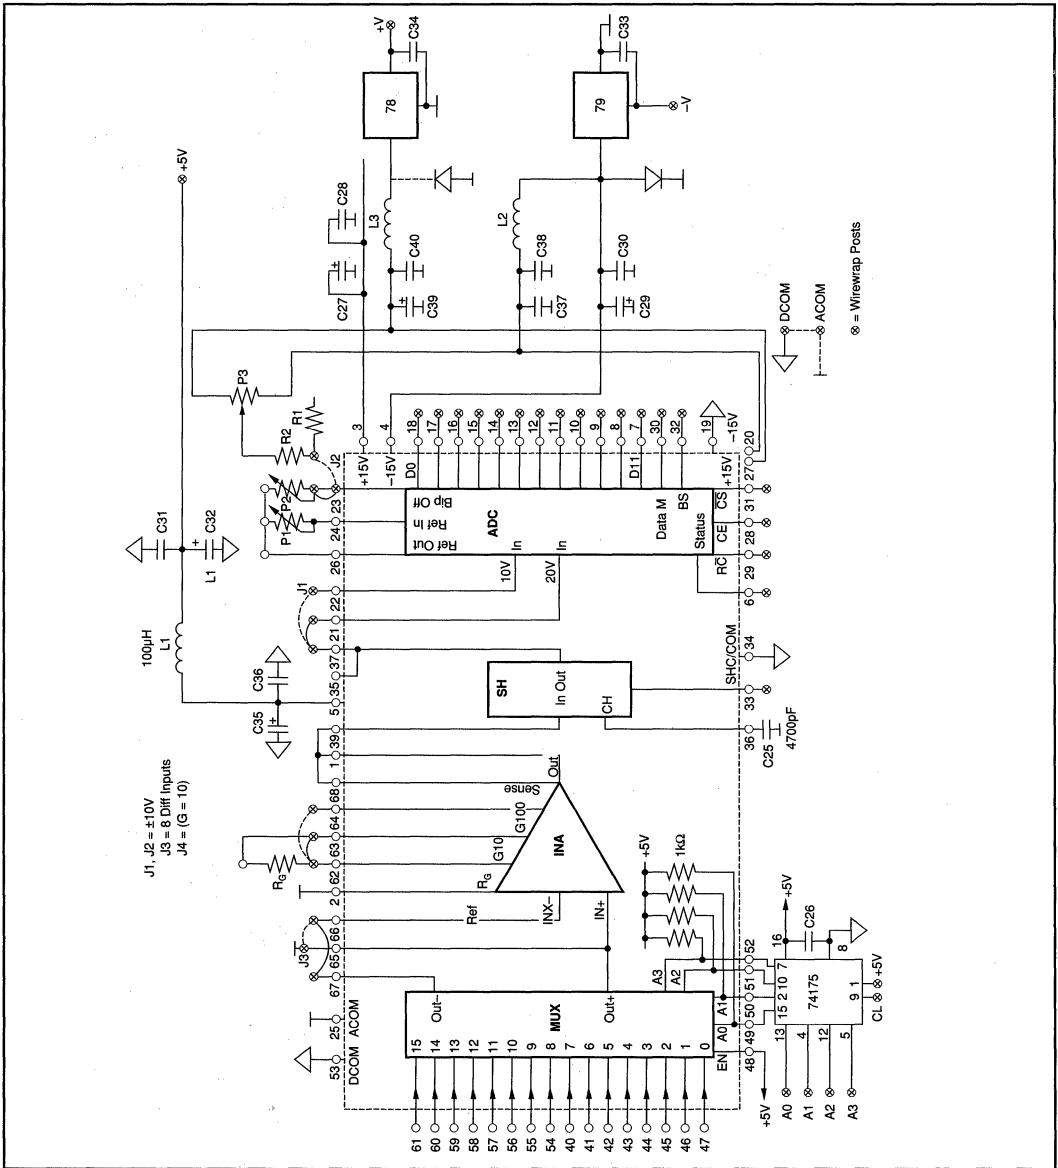 +V
C34
78
C33
79
−V
+5V
C28
L3
C27
C40
C39
L2
C38
C37
C30
C29
DCOM
ACOM
⊗ = Wirewrap Posts
P3
R2
R1
J2
P2
P1
C31
C32
L1
100µH
L1
C36
C35
J1
J1, J2 = ±10V
J3 = 8 Diff Inputs
J4 = (G = 10)
RG
J3
3
4
18
17
16
15
14
13
12
11
10
9
8
7
30
32
19
−15V
20
27
+15V
+15V
−15V
D0
D11
Data M
BS
Status
Bip Off
Ref In
Ref Out
ADC
In
In
10V
20V
23
24
26
22
21
37
35
5
39
1
68
64
63
62
2
66
65
67
25
53
CS
31
CE
28
RC
29
6
SHC/COM
34
33
36
C25
4700pF
SH
In Out
CH
Out
Sense
G100
G10
RG
INA
Ref
INX−
IN+
+5V
1kΩ
ACOM
DCOM
Out−
Out+
MUX
A3
A2
A1
A0
EN
52
51
50
49
48
15
14
13
12
11
10
9
8
7
6
5
4
3
2
1
0
61
60
59
58
57
56
55
54
40
41
42
43
44
45
46
47
+5V
16
C26
8
+5V
7
10
2
15
74175
9
1
CL
+5V
13
4
12
5
A0
A1
A2
A3